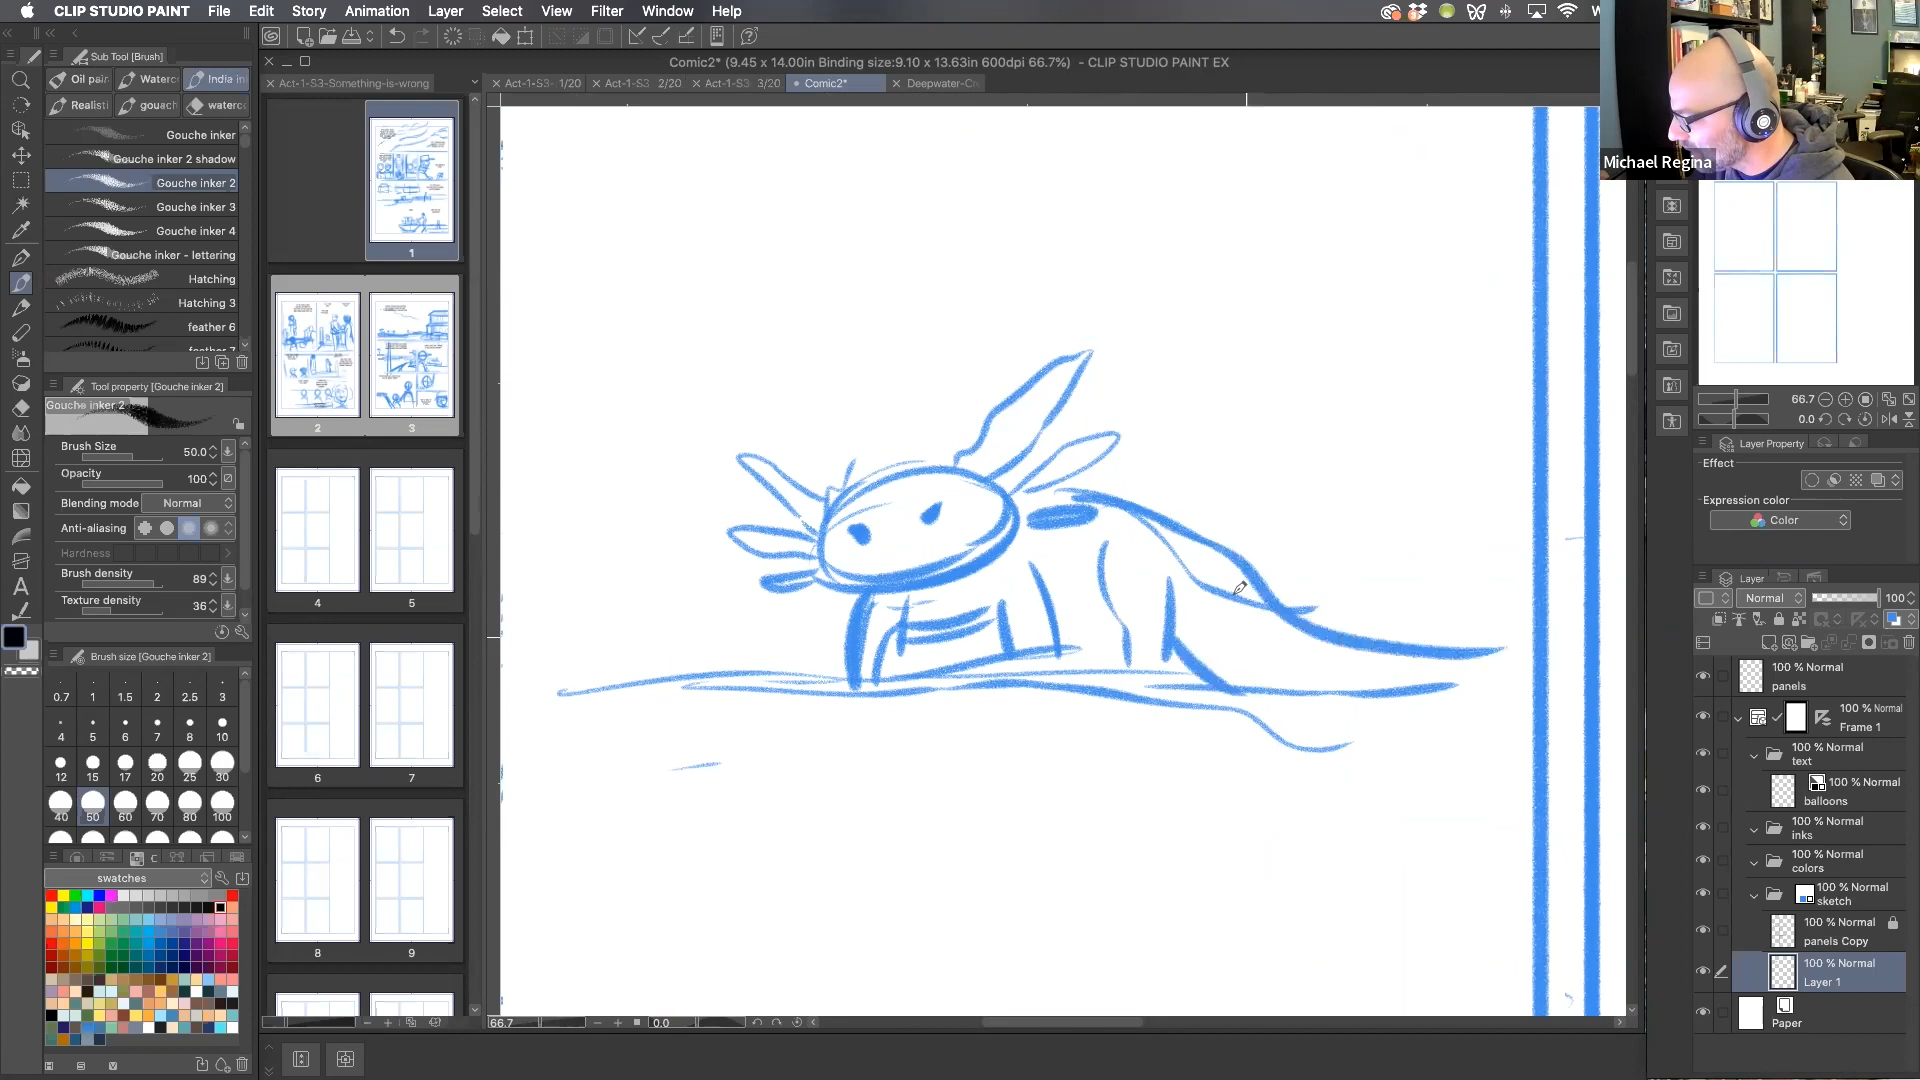 CLIP STUDIO PAINT File Edit Story Animation Layer Select View Filter Window Help
Michael Regina
Comic2* (9.45 x 14.00in Binding size:9.10 x 13.63in 600dpi 66.7%) - CLIP STUDIO PAINT EX
Act-1-S3-Something-is-wrong
Act-1-S3- 1/20
Act-1-S3 2/20
Act-1-S3 3/20
Comic2*
Deepwater-Cr
Sub Tool [Brush]
Oil pai
Waterc
India in
Realisti
gouach
waterc
Gouche inker
Gouche inker 2 shadow
Gouche inker 2
Gouche inker 3
Gouche inker 4
Gouche inker - lettering
Hatching
Hatching 3
feather 6
feather 7
Tool property [Gouche inker 2]
Gouche inker 2
Brush Size 50.0
Opacity 100
Blending mode Normal
Anti-aliasing
Hardness
Brush density 89
Texture density 36
Brush size [Gouche inker 2]
0.7 1 1.5 2 2.5 3
4 5 6 7 8 10
12 15 17 20 25 30
40 50 60 70 80 100
swatches
1
2 3
4 5
6 7
8 9
66.7
0.0
66.7
0.0
Layer Property
Effect
Expression color
Color
Layer
Normal 100
100 % Normal
panels
100 % Normal
Frame 1
100 % Normal
text
100 % Normal
balloons
100 % Normal
inks
100 % Normal
colors
100 % Normal
sketch
100 % Normal
panels Copy
100 % Normal
Layer 1
Paper